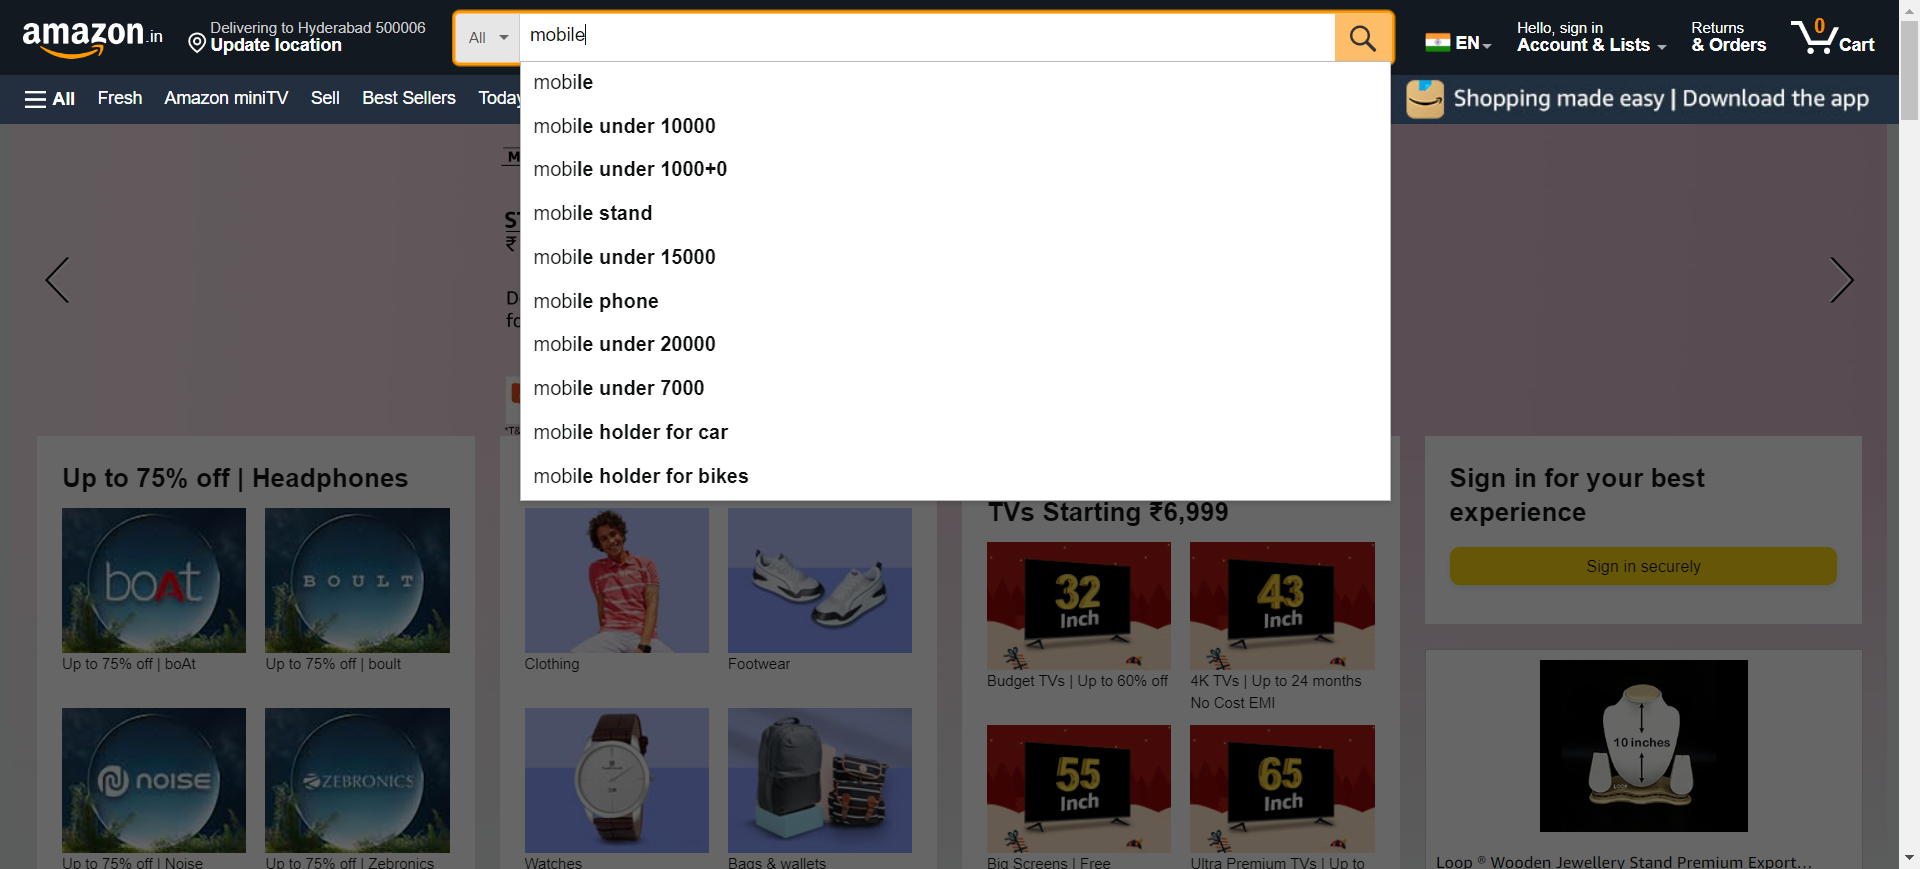 amazon.in
Delivering to Hyderabad 500006
Update location
All
mobile
EN
Hello, sign in
Account & Lists
Returns
& Orders
0
Cart
All
Fresh
Amazon miniTV
Sell
Best Sellers
Today
Shopping made easy | Download the app
mobile
mobile under 10000
mobile under 1000+0
mobile stand
mobile under 15000
mobile phone
mobile under 20000
mobile under 7000
mobile holder for car
mobile holder for bikes
M
ST
₹
D
fo
*T&
Up to 75% off | Headphones
boAt
BOULT
Up to 75% off | boAt
Up to 75% off | boult
noise
ZEBRONICS
Up to 75% off | Noise
Up to 75% off | Zebronics
Clothing
Footwear
Watches
Bags & wallets
TVs Starting ₹6,999
32
Inch
43
Inch
Budget TVs | Up to 60% off
4K TVs | Up to 24 months
No Cost EMI
55
Inch
65
Inch
Big Screens | Free
Ultra Premium TVs | Up to
Sign in for your best
experience
Sign in securely
10 inches
LOOP
Loop ® Wooden Jewellery Stand Premium Export...